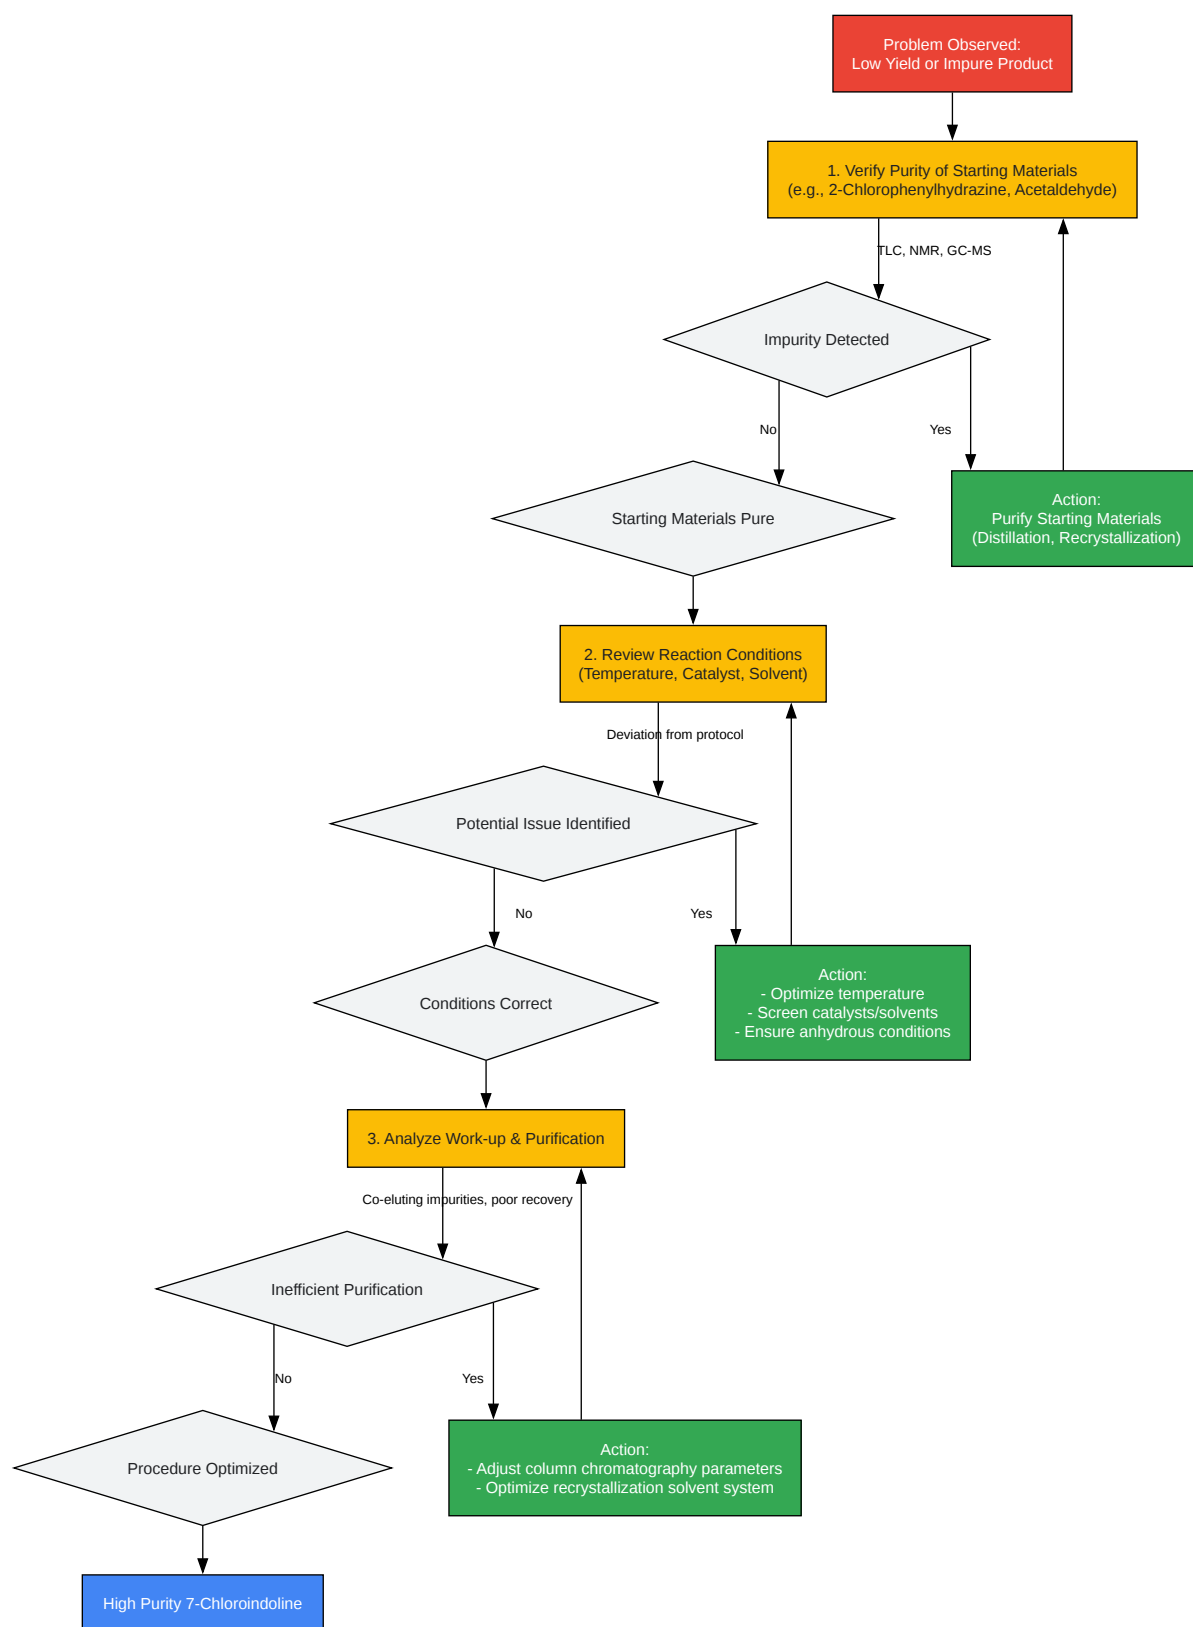 Problem Observed:
Low Yield or Impure Product
1. Verify Purity of Starting Materials
(e.g., 2-Chlorophenylhydrazine, Acetaldehyde)
TLC, NMR, GC-MS
Impurity Detected
No
Yes
Starting Materials Pure
Action:
Purify Starting Materials
(Distillation, Recrystallization)
2. Review Reaction Conditions
(Temperature, Catalyst, Solvent)
Deviation from protocol
Potential Issue Identified
No
Yes
Conditions Correct
Action:
- Optimize temperature
- Screen catalysts/solvents
- Ensure anhydrous conditions
3. Analyze Work-up & Purification
Co-eluting impurities, poor recovery
Inefficient Purification
No
Yes
Procedure Optimized
Action:
- Adjust column chromatography parameters
- Optimize recrystallization solvent system
High Purity 7-Chloroindoline